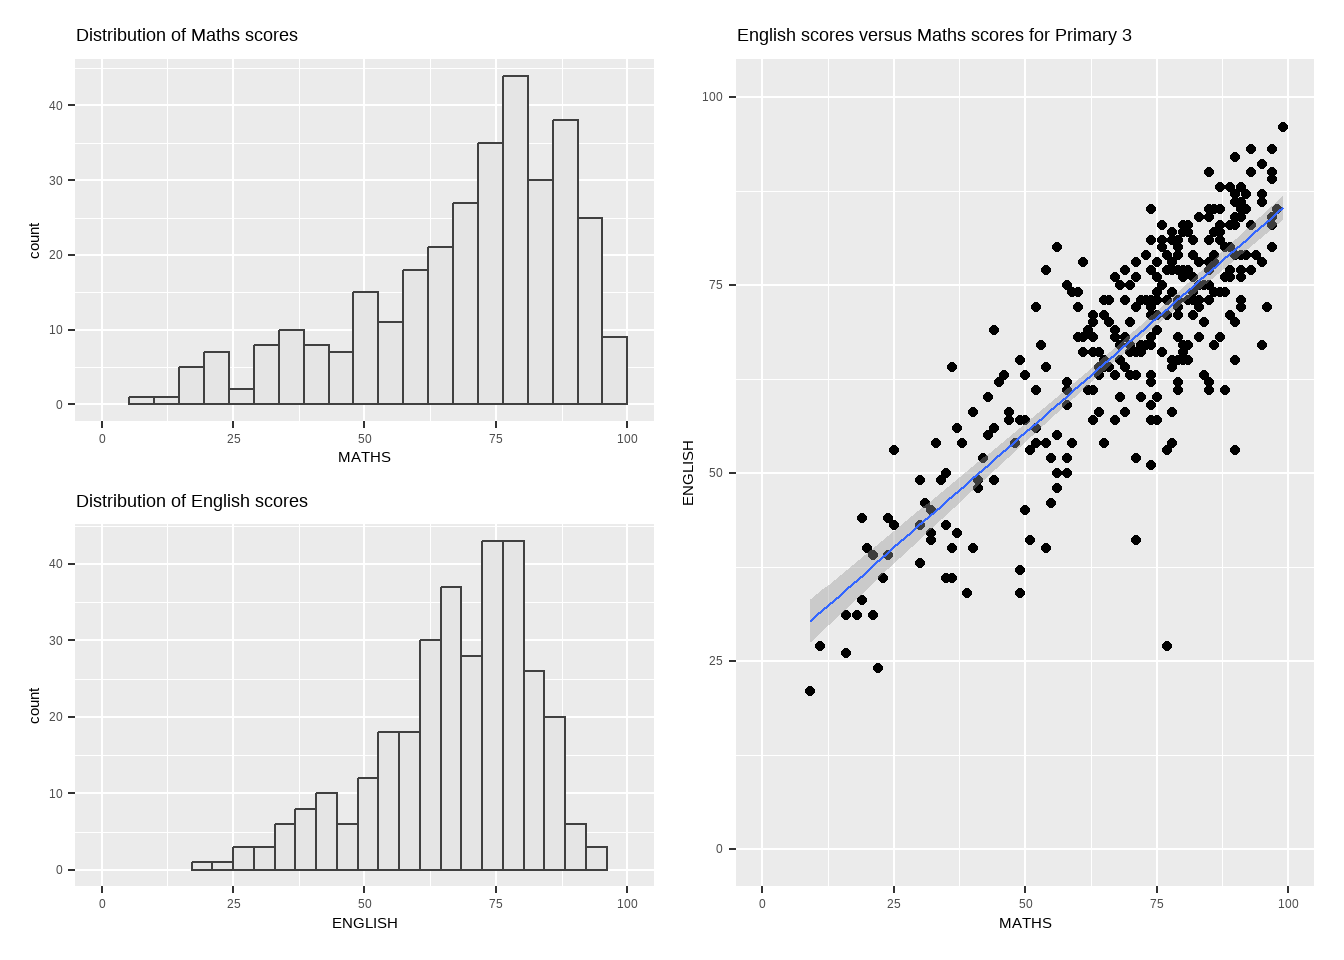 Distribution of Maths scores
40
30
20
10
0
count
0 25 50 75 100
MATHS
Distribution of English scores
40
30
20
10
0
count
0 25 50 75 100
ENGLISH
English scores versus Maths scores for Primary 3
100
75
50
25
0
ENGLISH
0 25 50 75 100
MATHS